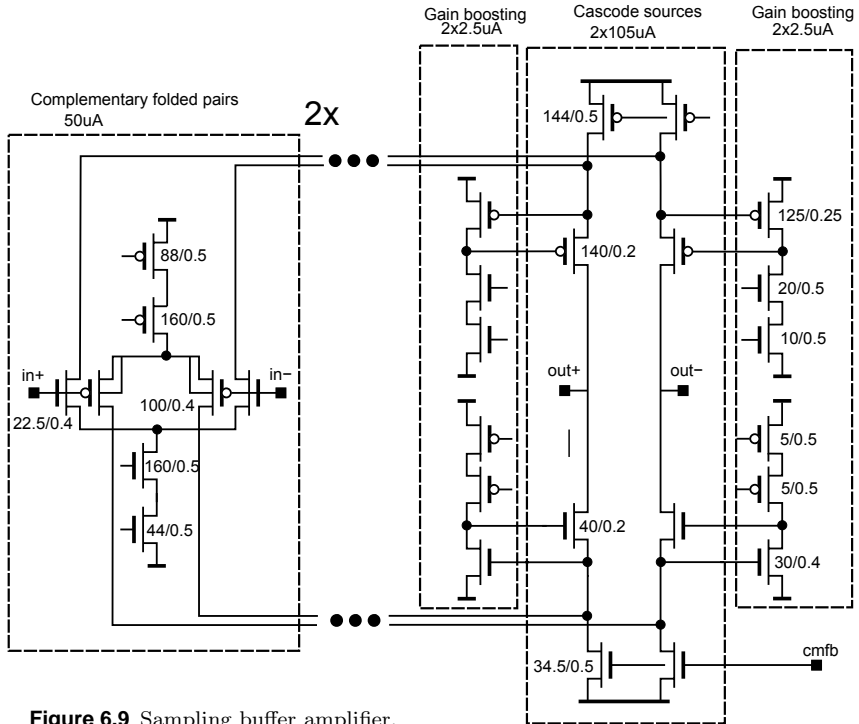 Gain boosting
2x2.5uA
Cascode sources
2x105uA
Gain boosting
2x2.5uA
Complementary folded pairs
50uA
2x
144/0.5
125/0.25
88/0.5
140/0.2
20/0.5
160/0.5
10/0.5
in+
in−
out+
out−
100/0.4
22.5/0.4
5/0.5
160/0.5
5/0.5
44/0.5
40/0.2
30/0.4
cmfb
34.5/0.5
Figure 6.9 Sampling buffer amplifier.